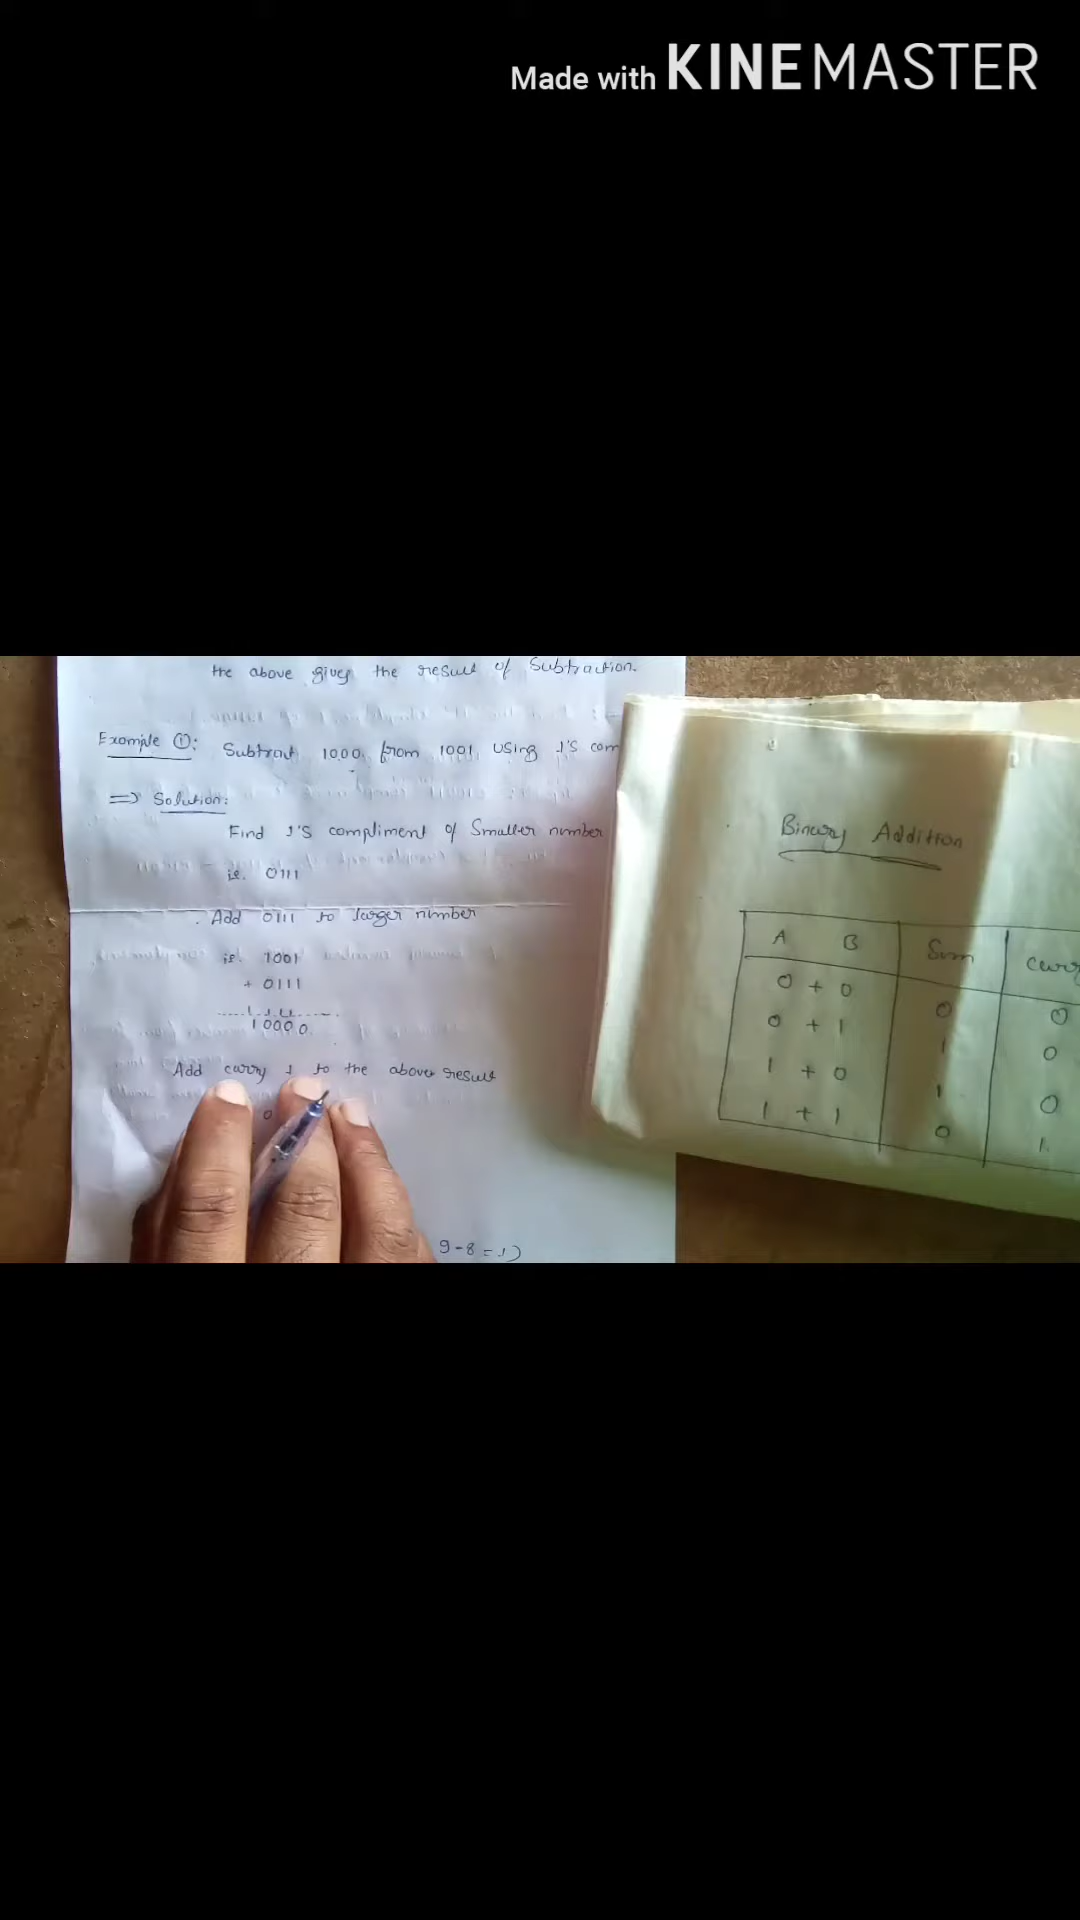 Made with KINEMASTER
the above gives the result of Subtraction.
Example ①: Subtract 1000 from 1001 using 1's com
=> Solution:
Find 1's compliment of Smaller number
ie. 0111
Add 0111 to larger number
ie. 1001
+ 0111
1 0000
Add carry 1 to the above result
0
9-8 = 1)
Binary Addition
A B Sum carry
0 + 0 0 0
0 + 1 1 0
1 + 0 1 0
1 + 1 0 1